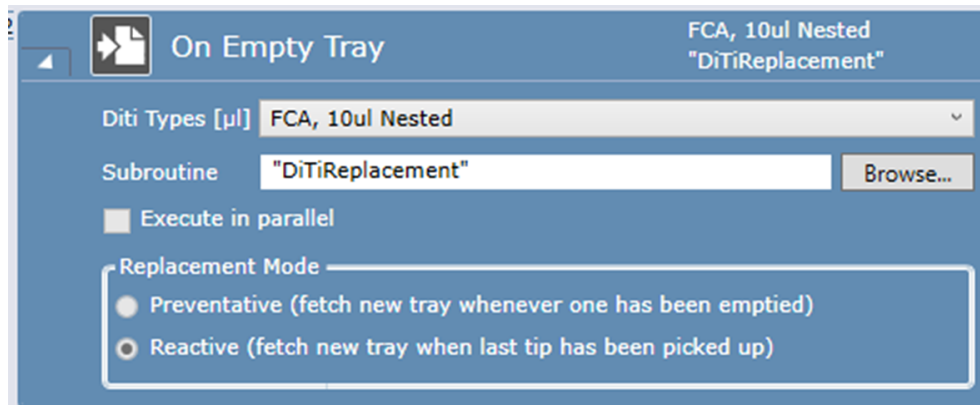 On Empty Tray
FCA, 10ul Nested
"DiTiReplacement"
Diti Types [µl] FCA, 10ul Nested
Subroutine "DiTiReplacement" Browse...
Execute in parallel
Replacement Mode
Preventative (fetch new tray whenever one has been emptied)
Reactive (fetch new tray when last tip has been picked up)